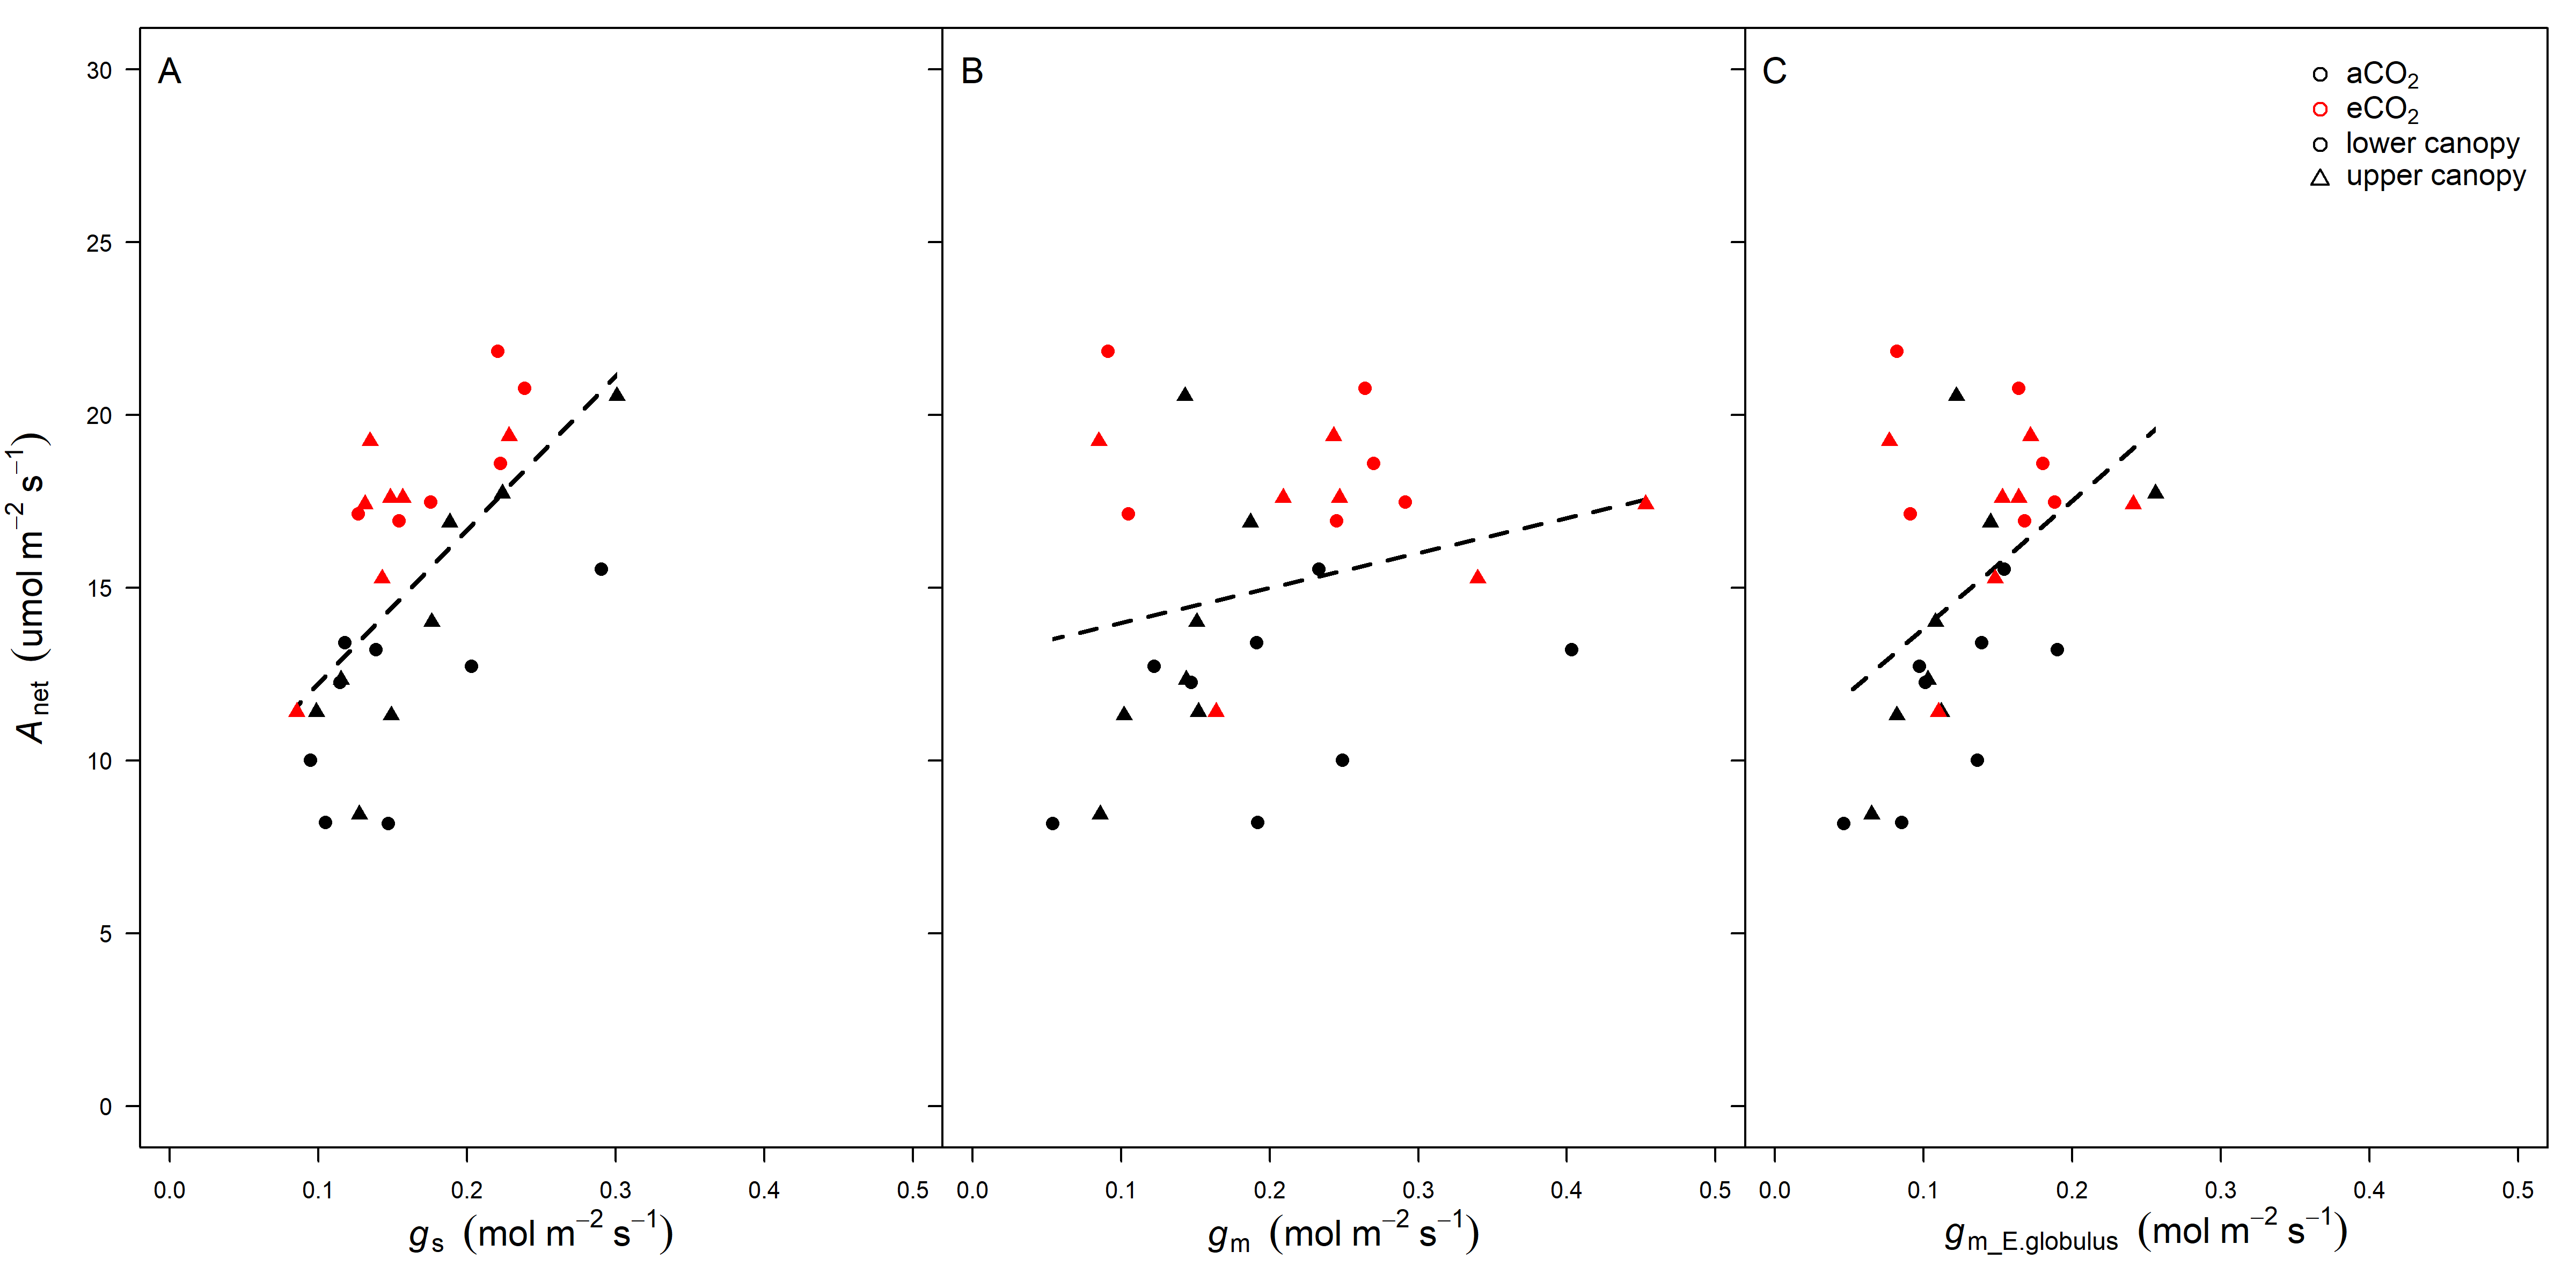 A
B
C
aCO2
eCO2
lower canopy
upper canopy
30
25
20
15
10
5
0
Anet (umol m−2 s−1)
0.0 0.1 0.2 0.3 0.4 0.5
0.0 0.1 0.2 0.3 0.4 0.5
0.0 0.1 0.2 0.3 0.4 0.5
gs (mol m−2 s−1)
gm (mol m−2 s−1)
gm_E.globulus (mol m−2 s−1)